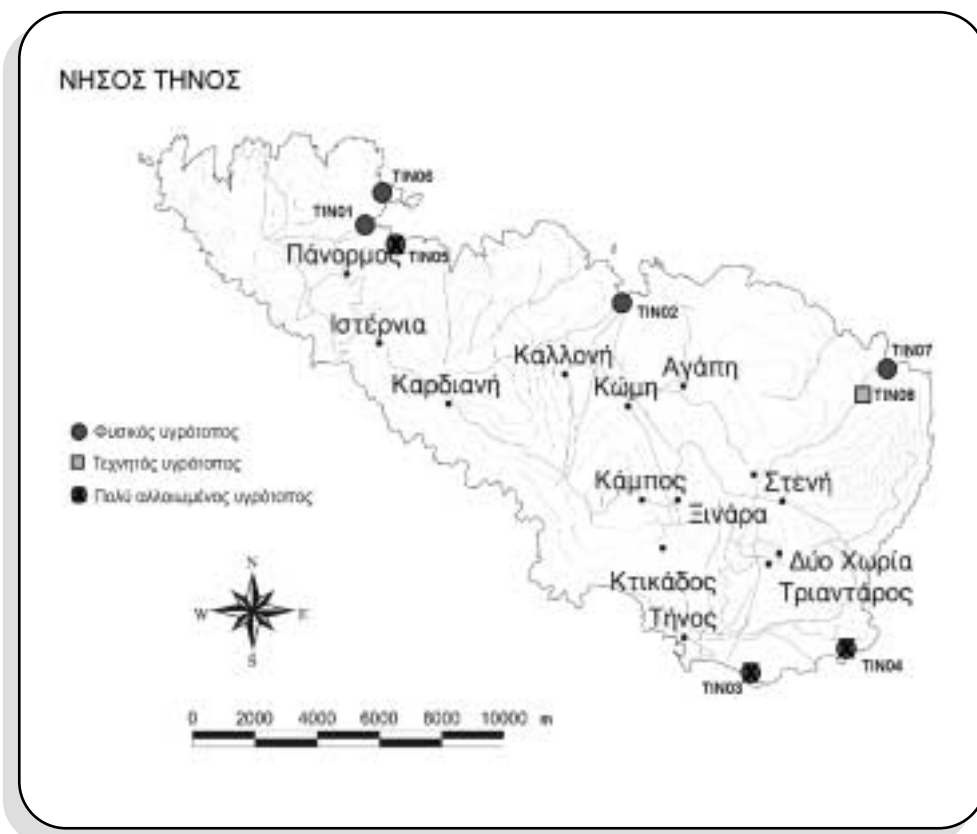 ΝΗΣΟΣ ΤΗΝΟΣ
TIN06
TIN01
Πάνορμος
TIN05
TIN02
Ιστέρνια
Καλλονή
Αγάπη
TIN07
Καρδιανή
Κώμη
TIN08
Φυσικός υγρότοπος
Τεχνητός υγρότοπος
Πολύ αλλοιωμένος υγρότοπος
Κάμπος
Στενή
Ξινάρα
Δύο Χωριά
Κτικάδος
Τριαντάρος
Τήνος
TIN04
TIN03
N
W E
S
0 2000 4000 6000 8000 10000 m